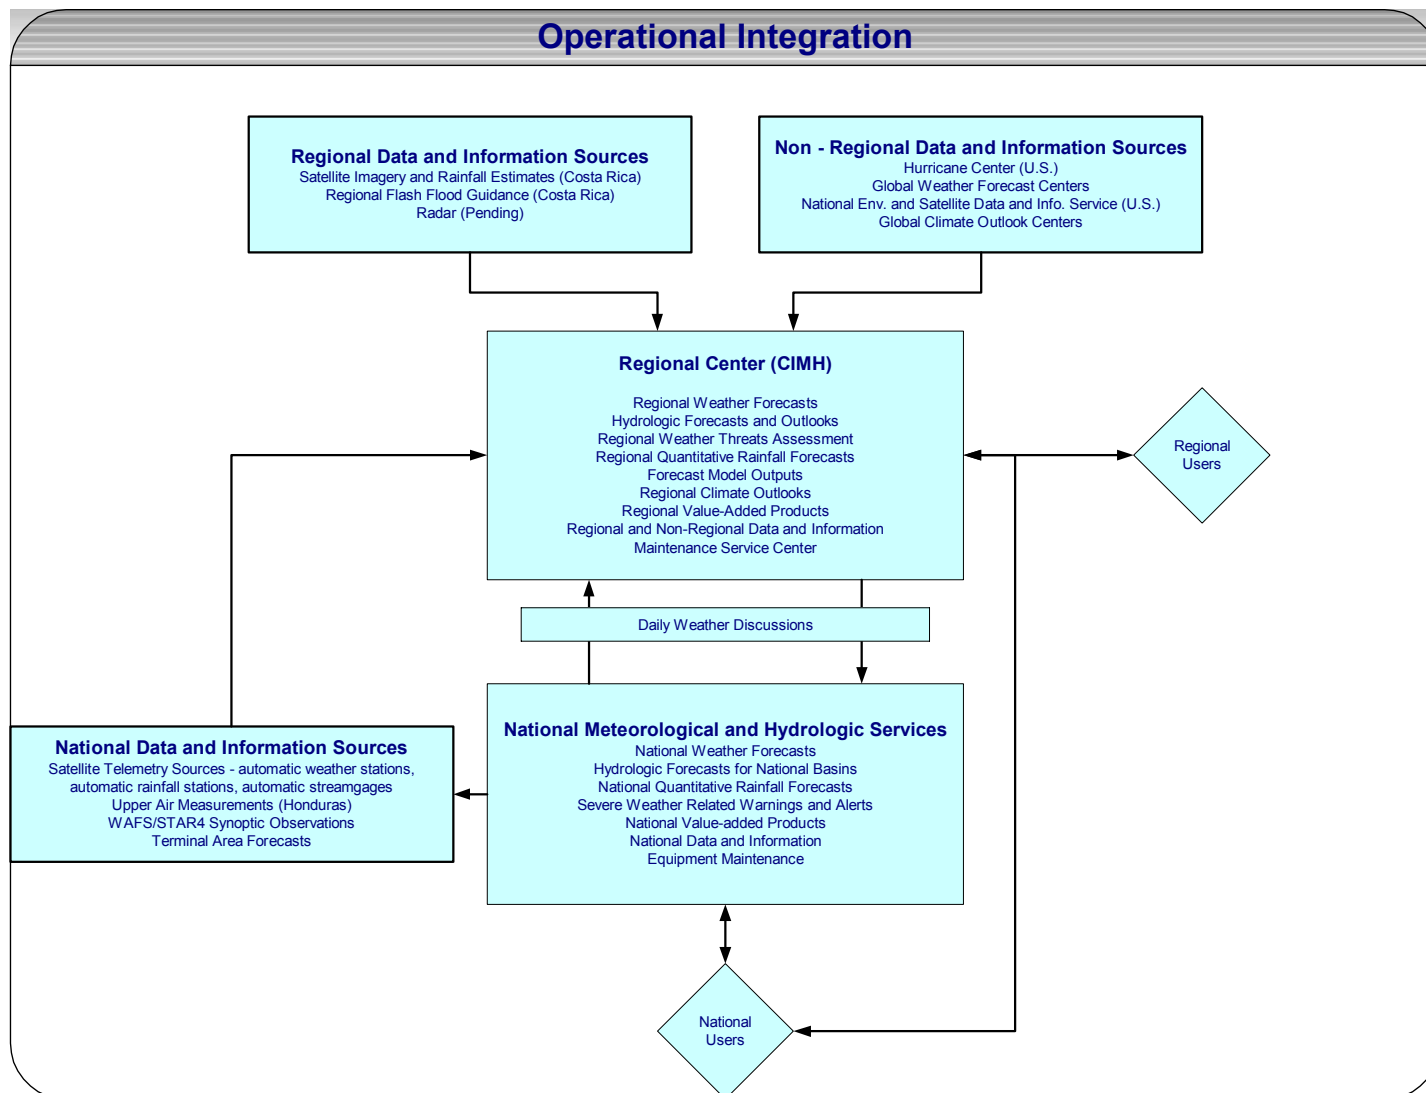 Operational Integration
Regional Data and Information Sources
Satellite Imagery and Rainfall Estimates (Costa Rica)
Regional Flash Flood Guidance (Costa Rica)
Radar (Pending)
Non - Regional Data and Information Sources
Hurricane Center (U.S.)
Global Weather Forecast Centers
National Env. and Satellite Data and Info. Service (U.S.)
Global Climate Outlook Centers
Regional Center (CIMH)
Regional Weather Forecasts
Hydrologic Forecasts and Outlooks
Regional Weather Threats Assessment
Regional Quantitative Rainfall Forecasts
Forecast Model Outputs
Regional Climate Outlooks
Regional Value-Added Products
Regional and Non-Regional Data and Information
Maintenance Service Center
Regional
Users
Daily Weather Discussions
National Meteorological and Hydrologic Services
National Weather Forecasts
Hydrologic Forecasts for National Basins
National Quantitative Rainfall Forecasts
Severe Weather Related Warnings and Alerts
National Value-added Products
National Data and Information
Equipment Maintenance
National Data and Information Sources
Satellite Telemetry Sources - automatic weather stations,
automatic rainfall stations, automatic streamgages
Upper Air Measurements (Honduras)
WAFS/STAR4 Synoptic Observations
Terminal Area Forecasts
National
Users